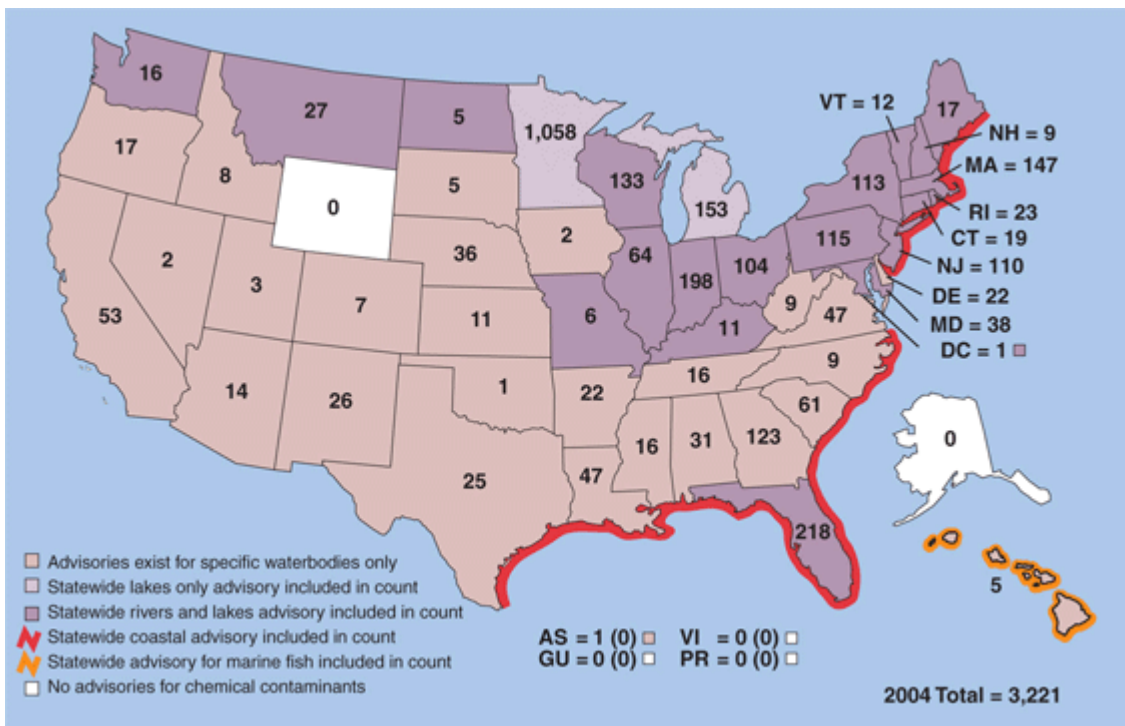 16
27
5
1,058
VT = 12
17
NH = 9
17
8
0
5
133
153
113
MA = 147
RI = 23
CT = 19
2
36
2
64
198
104
115
NJ = 110
DE = 22
MD = 38
DC = 1
53
3
7
11
6
11
9
47
14
26
1
22
16
9
61
25
47
16
31
123
218
0
5
Advisories exist for specific waterbodies only
Statewide lakes only advisory included in count
Statewide rivers and lakes advisory included in count
Statewide coastal advisory included in count
Statewide advisory for marine fish included in count
No advisories for chemical contaminants
AS = 1 (0) VI = 0 (0)
GU = 0 (0) PR = 0 (0)
2004 Total = 3,221